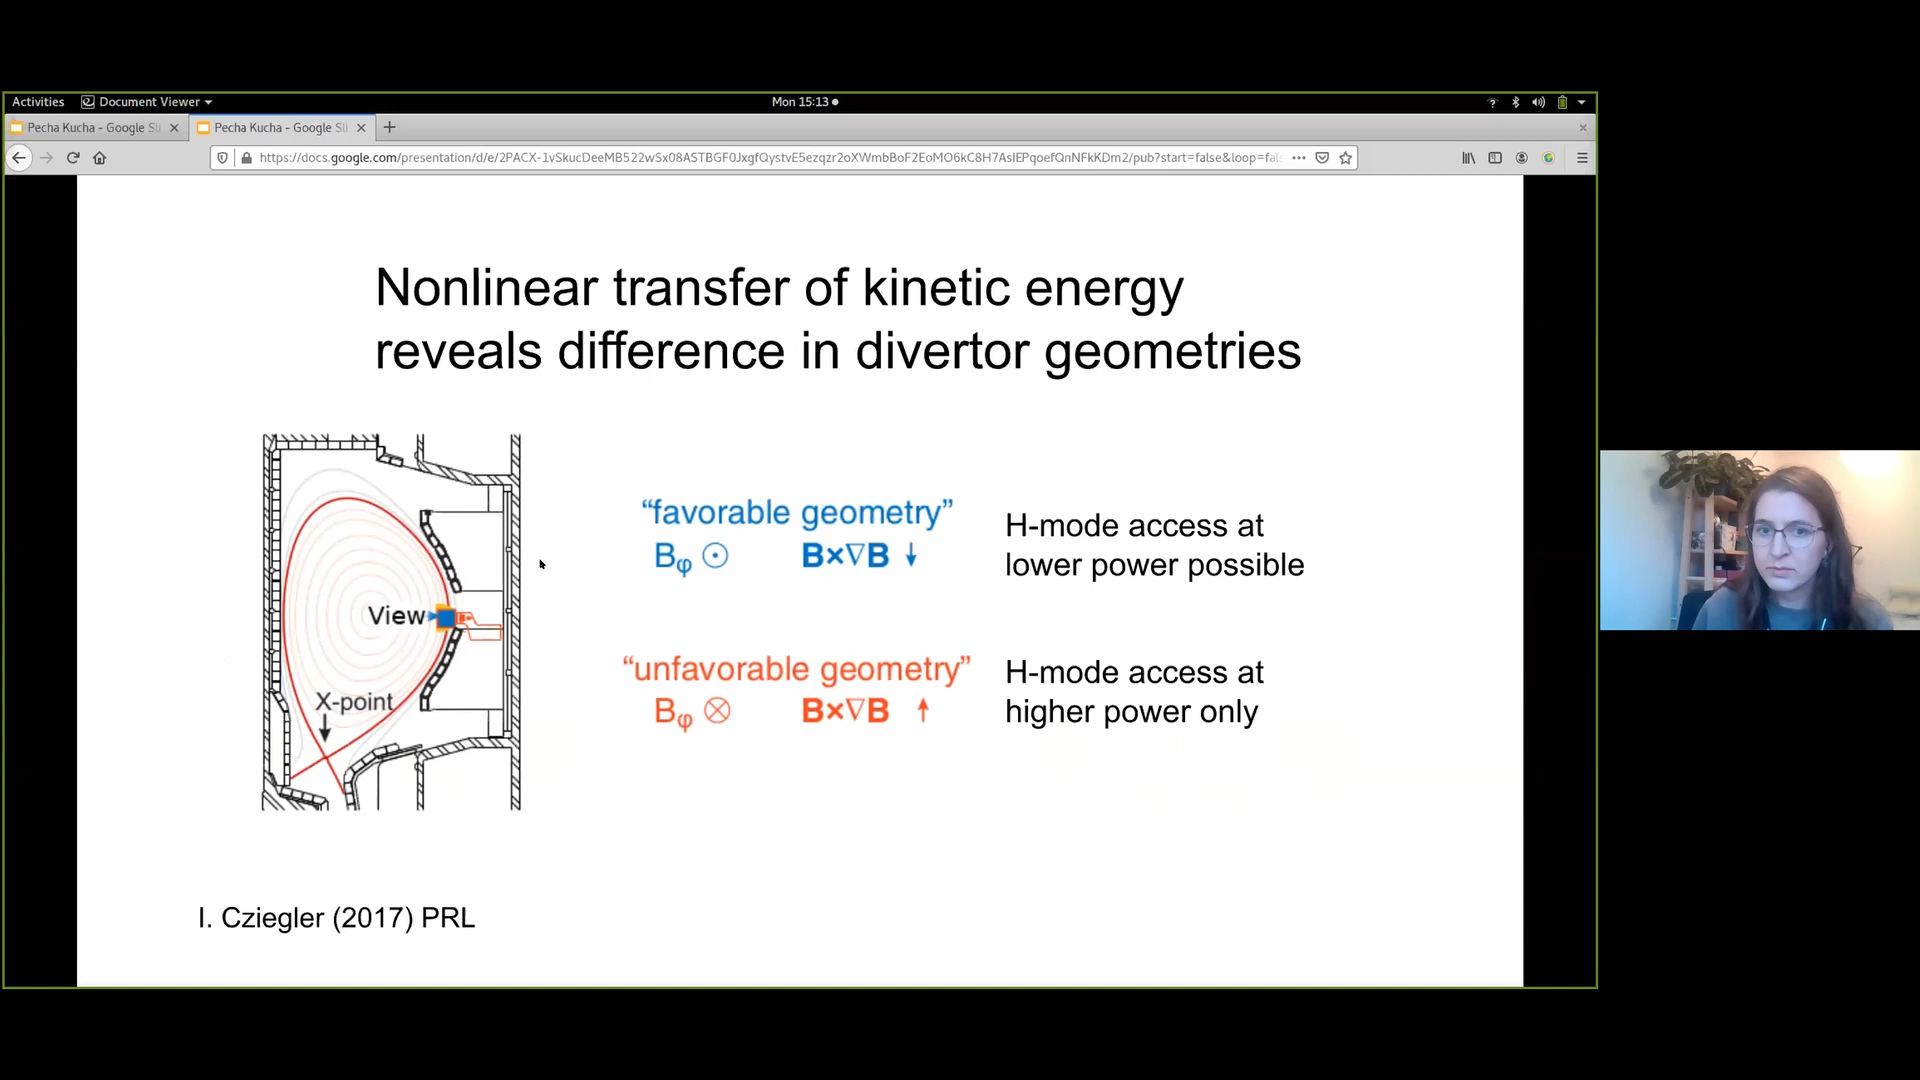 Activities Document Viewer Mon 15:13
Pecha Kucha - Google Sli Pecha Kucha - Google Sli
https://docs.google.com/presentation/d/e/2PACX-1vSkucDeeMB522wSx08ASTBGF0JxgfQystvE5ezqzr2oXWmbBoF2EoMO6kC8H7AsIEPqoefQnNFkKDm2/pub?start=false&loop=fal
Nonlinear transfer of kinetic energy
reveals difference in divertor geometries
View
X-point
“favorable geometry”
Bφ ⊙ B×∇B ↓
H-mode access at
lower power possible
“unfavorable geometry”
Bφ ⊗ B×∇B ↑
H-mode access at
higher power only
I. Cziegler (2017) PRL